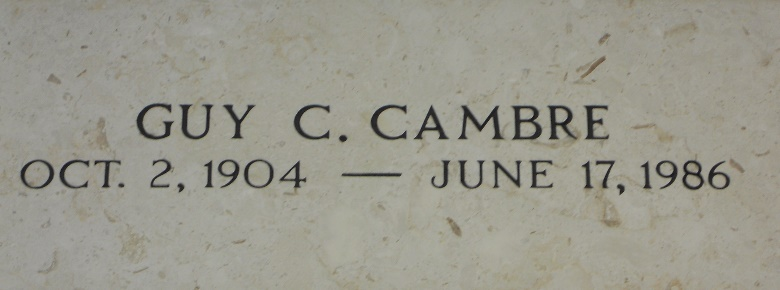 GUY C. CAMBRE
OCT. 2, 1904 — JUNE 17, 1986